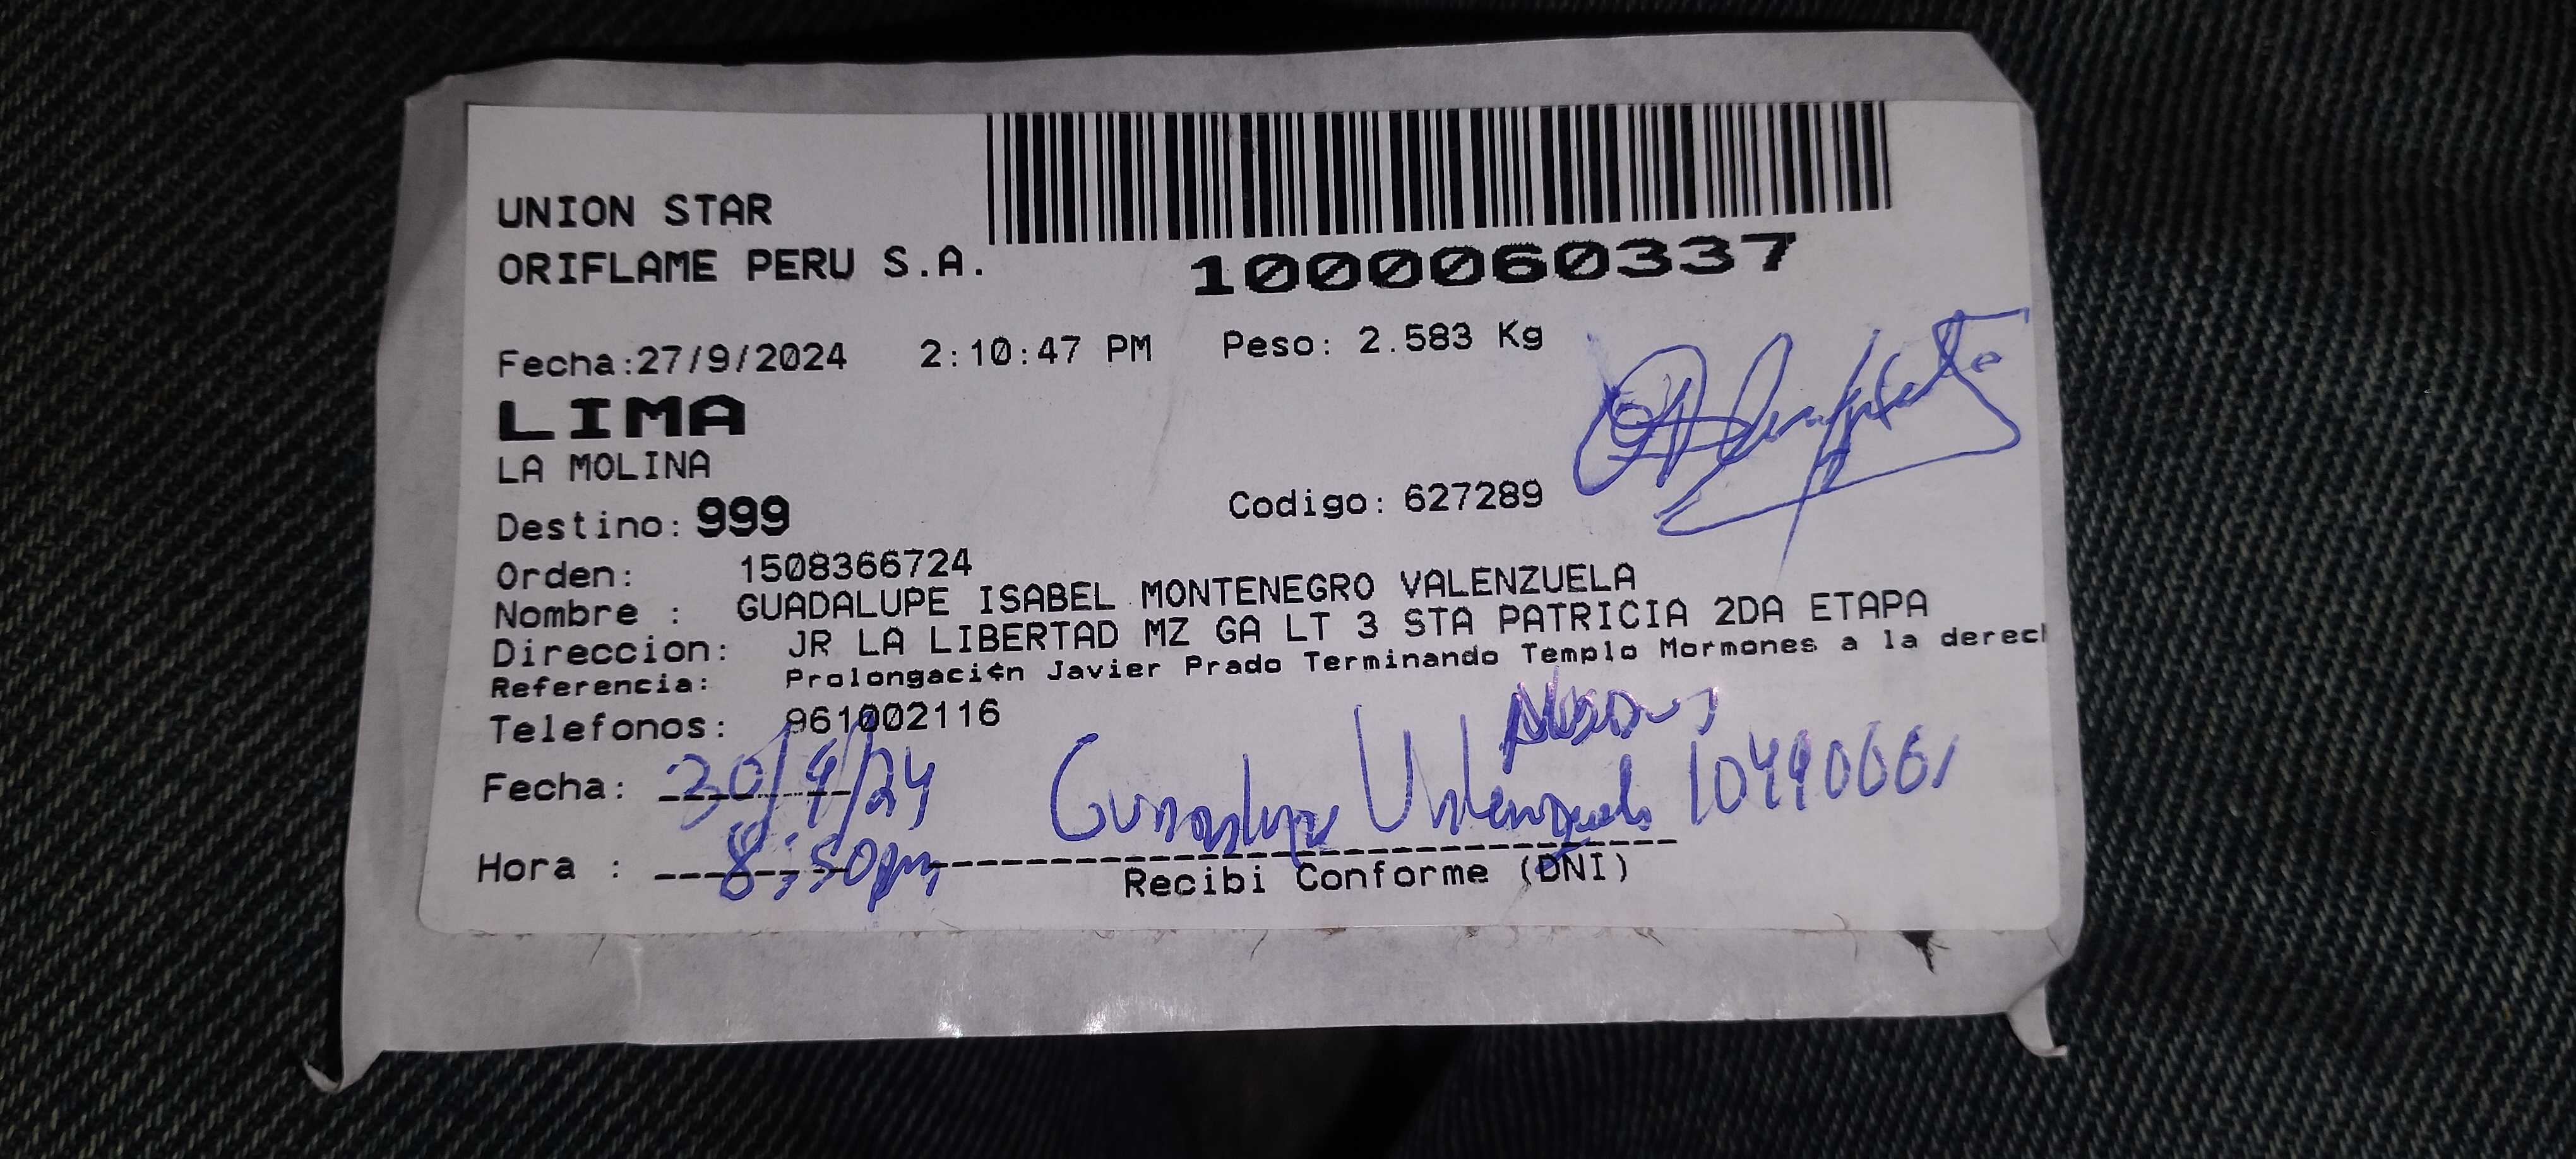 UNION STAR
ORIFLAME PERU S.A.
1000060337
Fecha:27/9/2024 2:10:47 PM Peso: 2.583 Kg
LIMA
LA MOLINA
Destino: 999 Codigo: 627289
Orden: 1508366724
Nombre : GUADALUPE ISABEL MONTENEGRO VALENZUELA
Direccion: JR LA LIBERTAD MZ GA LT 3 STA PATRICIA 2DA ETAPA
Referencia: Prolongaci¢n Javier Prado Terminando Templo Mormones a la derech
Telefonos: 961002116
Fecha: 30/9/24 Valenzuela
Hora : 8:50pm
Recibi Conforme (DNI)